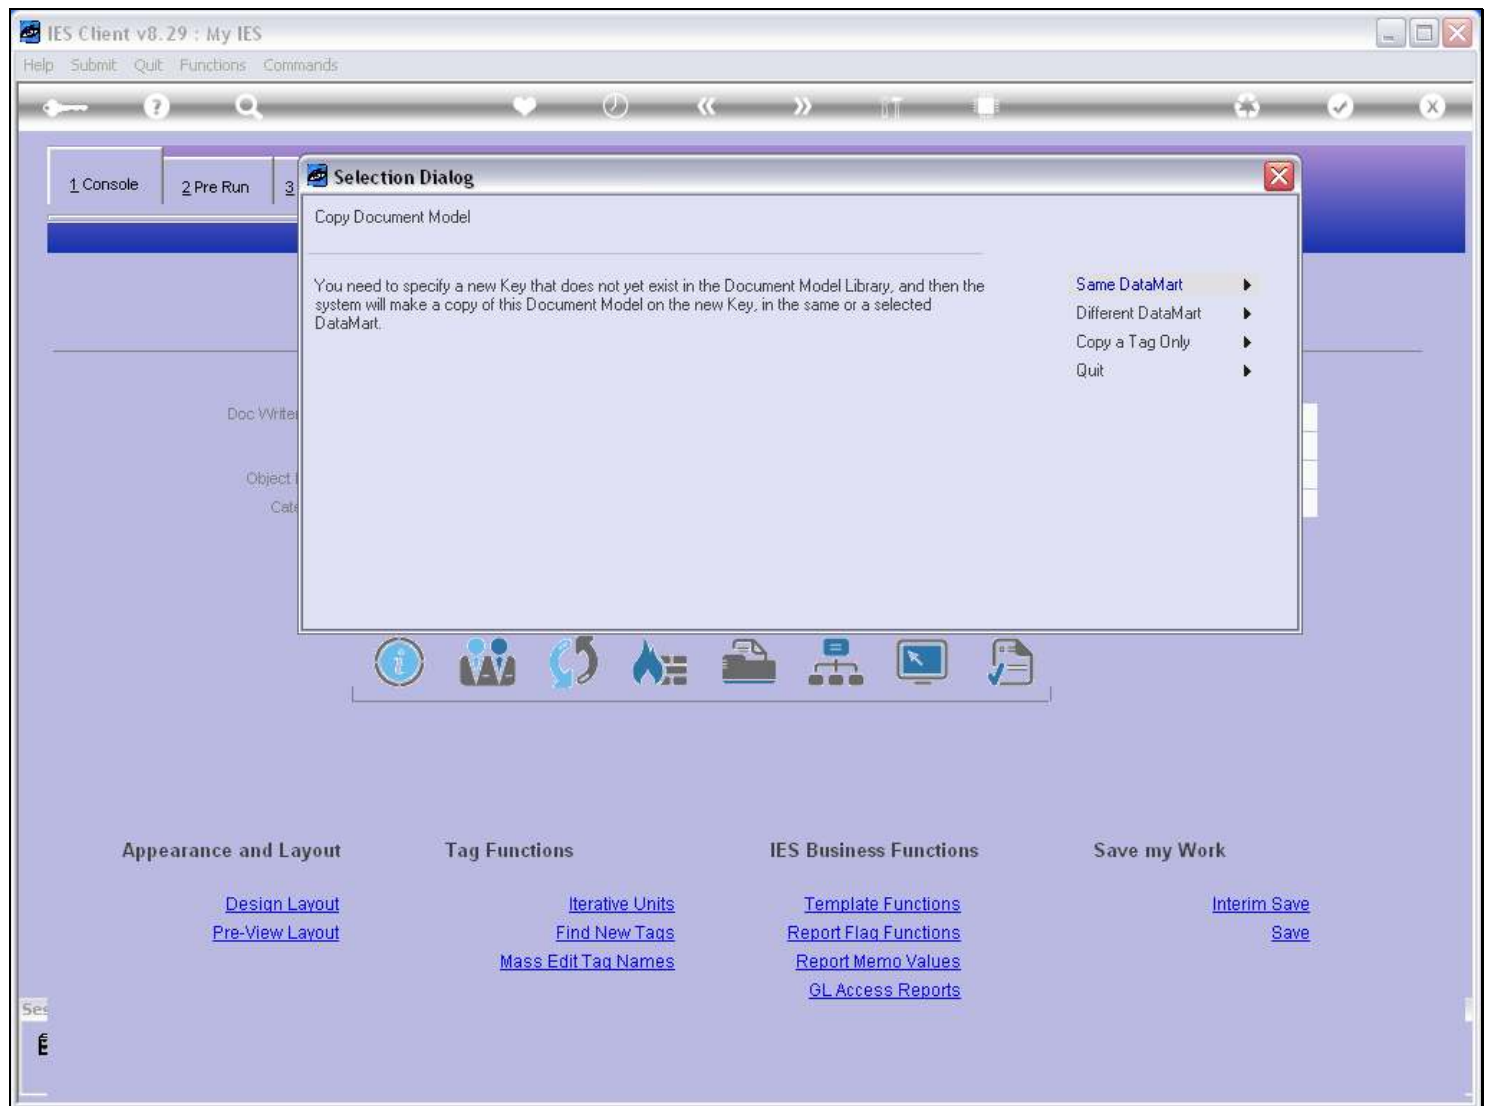 IES Client v8.29 : My IES
Help Submit Quit Functions Commands
1 Console
2 Pre Run
3
Selection Dialog
Copy Document Model
You need to specify a new Key that does not yet exist in the Document Model Library, and then the
system will make a copy of this Document Model on the new Key, in the same or a selected
DataMart.
Same DataMart
Different DataMart
Copy a Tag Only
Quit
Doc Writer
Object
Appearance and Layout
Tag Functions
IES Business Functions
Save my Work
Design Layout
Pre-View Layout
Iterative Units
Find New Tags
Mass Edit Tag Names
Template Functions
Report Flag Functions
Report Memo Values
GL Access Reports
Interim Save
Save